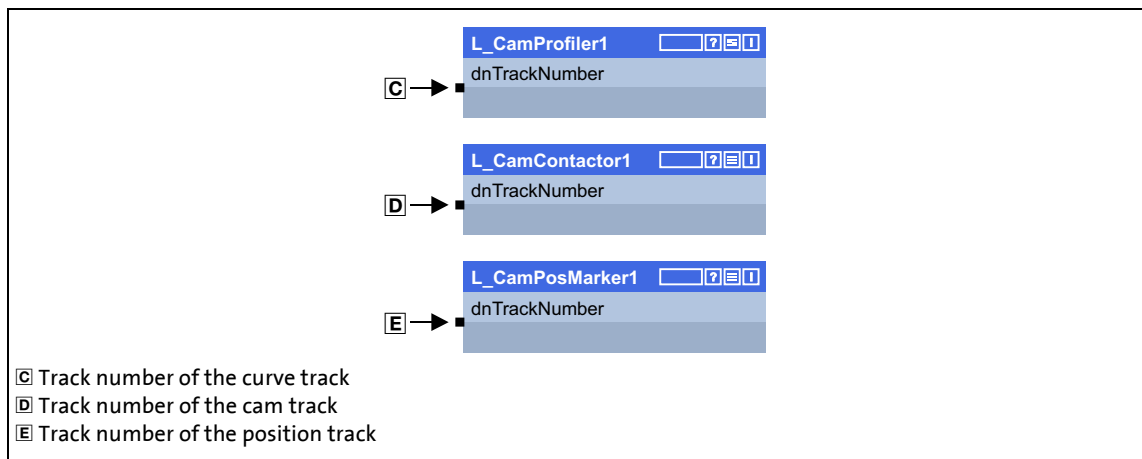 L_CamProfiler1 ? I
dnTrackNumber
C
L_CamContactor1 ? I
dnTrackNumber
D
L_CamPosMarker1 ? I
dnTrackNumber
E
C Track number of the curve track
D Track number of the cam track
E Track number of the position track